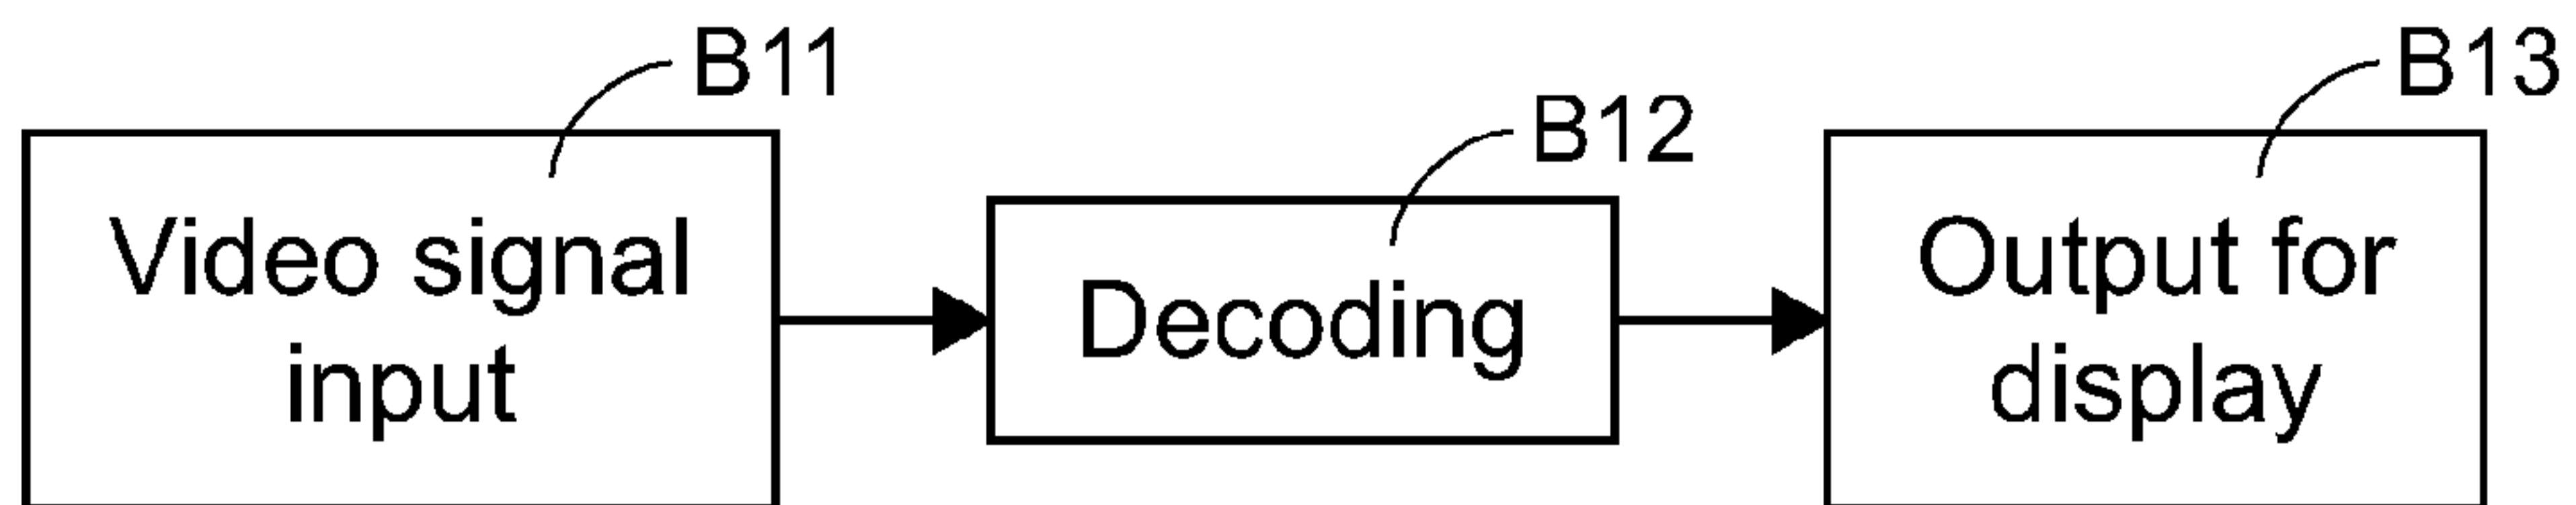 B11
B13
B12
Video signal
input
Decoding
Output for
display